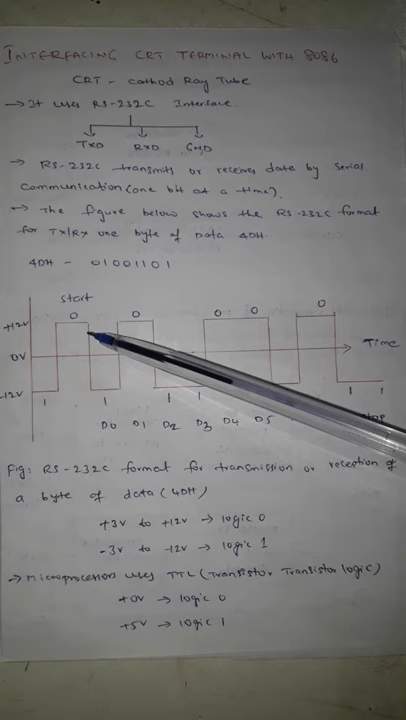 INTERFACING CRT TERMINAL WITH 8086
CRT - Cathod Ray Tube
→ It uses RS-232C Interface.
TXD RXD GND
→ RS-232C transmits or receives date by serial
communication (one bit at a time).
→ The figure below shows the RS-232C format
for Tx/Rx one byte of Data 4DH.
4DH - 01001101
start
0 0 0 0 0
+12V
0V
Time
-12V
1 1 1 1 1 1
D0 D1 D2 D3 D4 D5
Fig: RS-232C format for transmission or reception of
a byte of data (4DH)
+3V to +12V → logic 0
-3V to -12V → logic 1
→ Microprocessors uses TTL (Transistor Transistor logic)
+0V → logic 0
+5V → logic 1